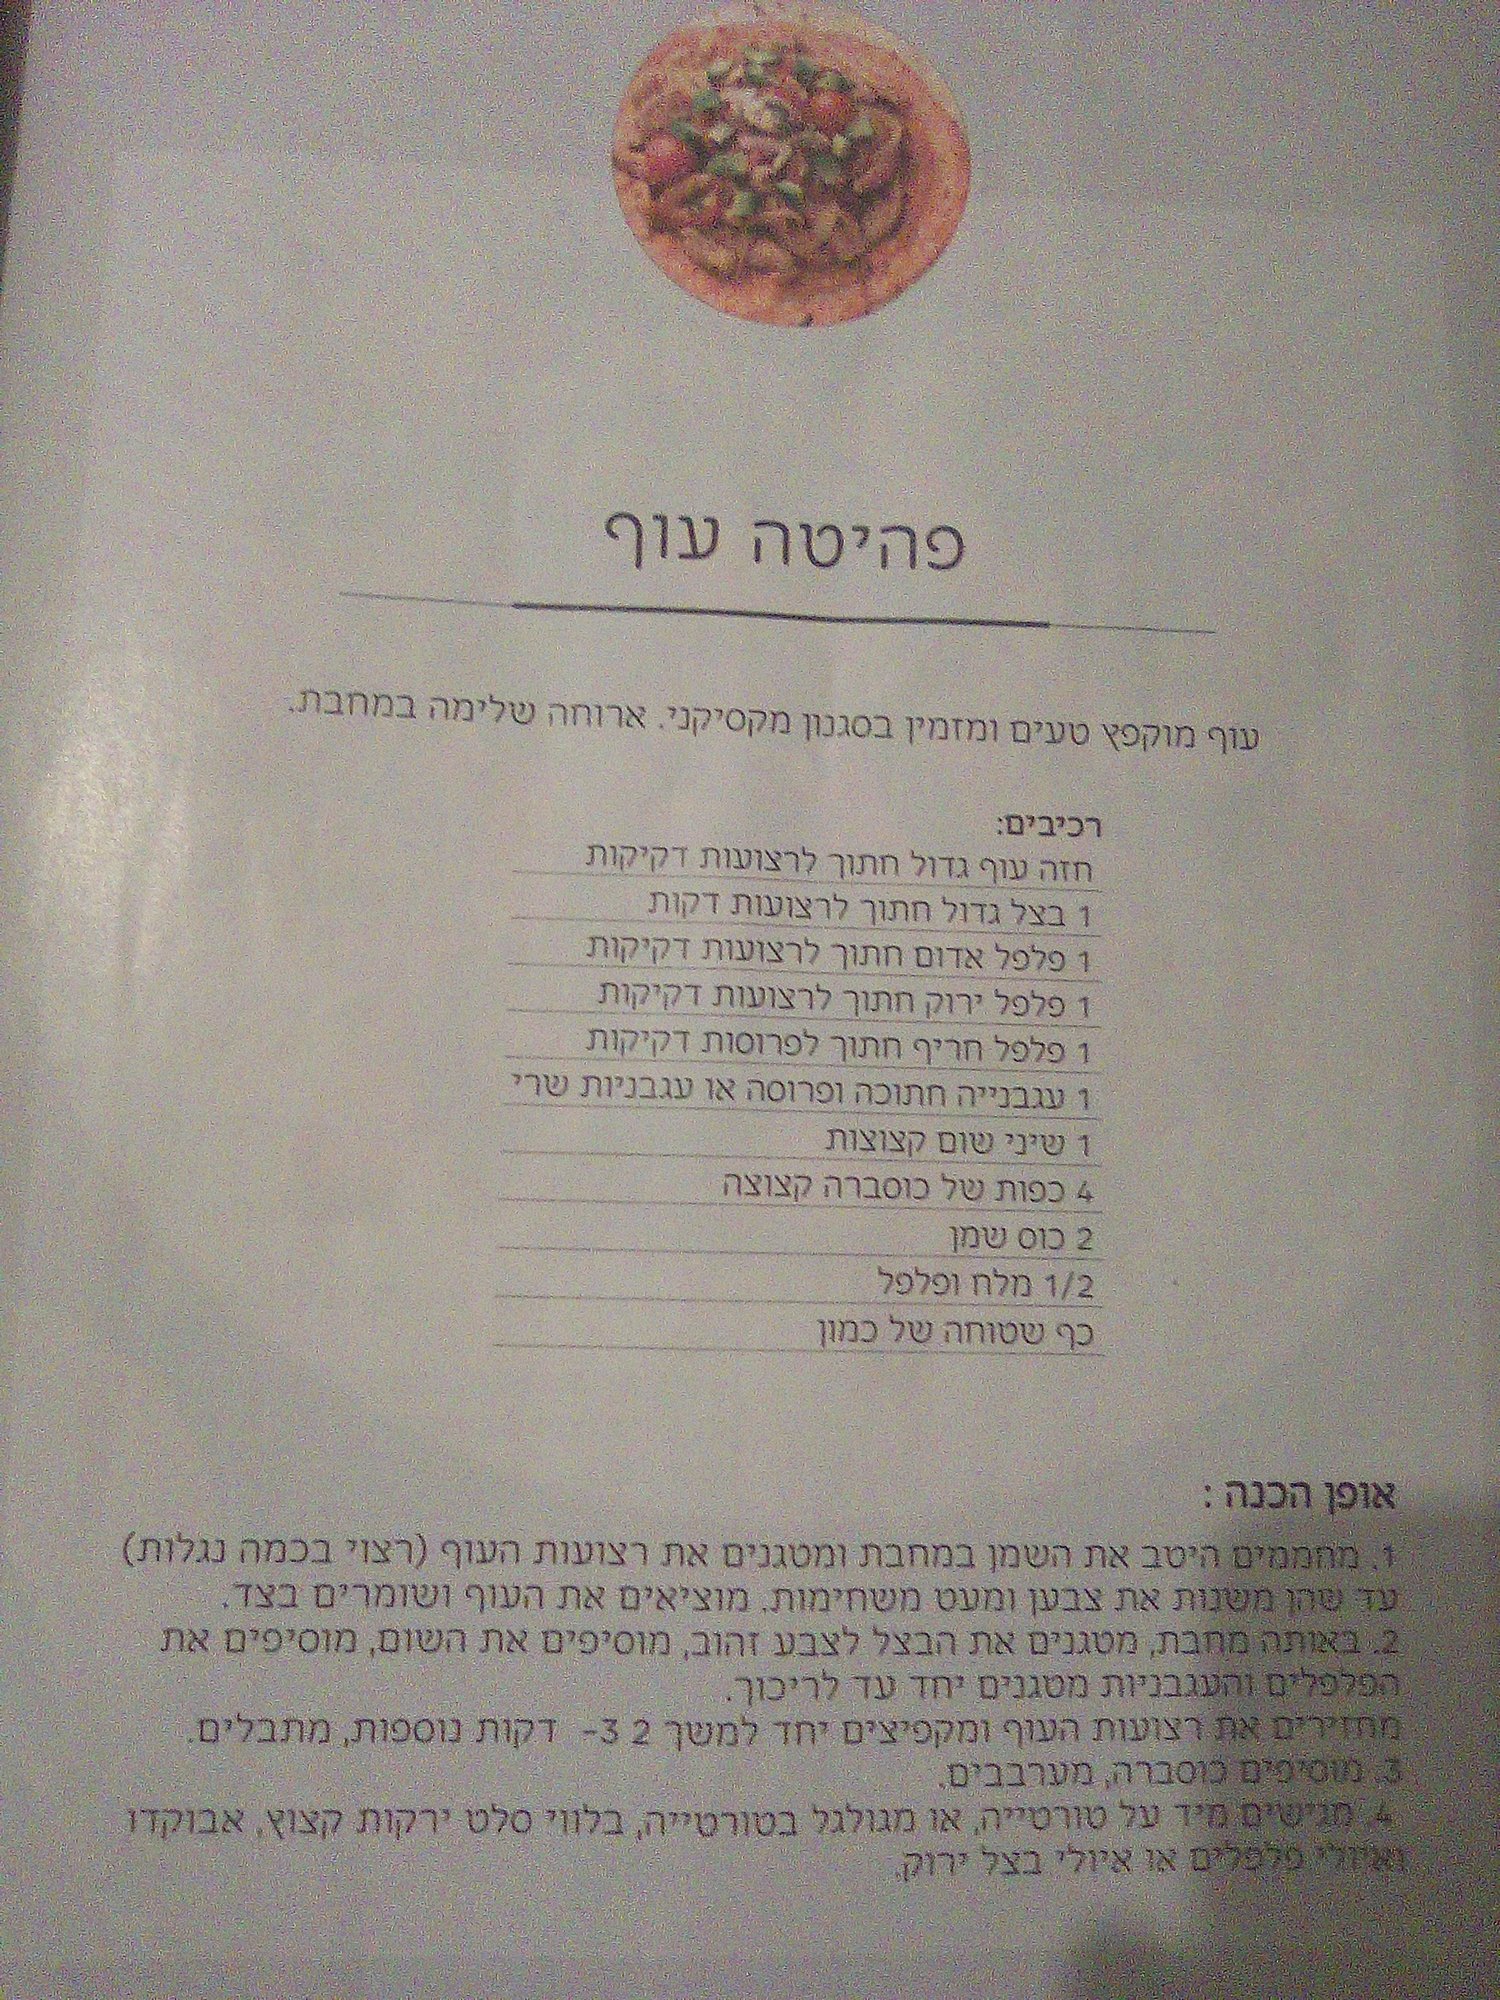 פהיטה עוף
עוף מוקפץ טעים ומזמין בסגנון מקסיקני. ארוחה שלימה במחבת.
רכיבים:
חזה עוף גדול חתוך לרצועות דקיקות
1 בצל גדול חתוך לרצועות דקות
1 פלפל אדום חתוך לרצועות דקיקות
1 פלפל ירוק חתוך לרצועות דקיקות
1 פלפל חריף חתוך לפרוסות דקיקות
1 עגבנייה חתוכה ופרוסה או עגבניות שרי
1 שיני שום קצוצות
4 כפות של כוסברה קצוצה
2 כוס שמן
1/2 מלח ופלפל
כף שטוחה של כמון
אופן הכנה :
1. מחממים היטב את השמן במחבת ומטגנים את רצועות העוף (רצוי בכמה נגלות)
עד שהן משנות את צבען ומעט משחימות. מוציאים את העוף ושומרים בצד.
2. באותה מחבת, מטגנים את הבצל לצבע זהוב, מוסיפים את השום, מוסיפים את
הפלפלים והעגבניות מטגנים יחד עד לריכוך.
מחזירים את רצועות העוף ומקפיצים יחד למשך 2 3- דקות נוספות, מתבלים.
3. מוסיפים כוסברה, מערבבים.
4. מגישים מיד על טורטייה, או מגולגל בטורטייה, בלווי סלט ירקות קצוץ, אבוקדו
ואיולי פלפלים או איולי בצל ירוק.